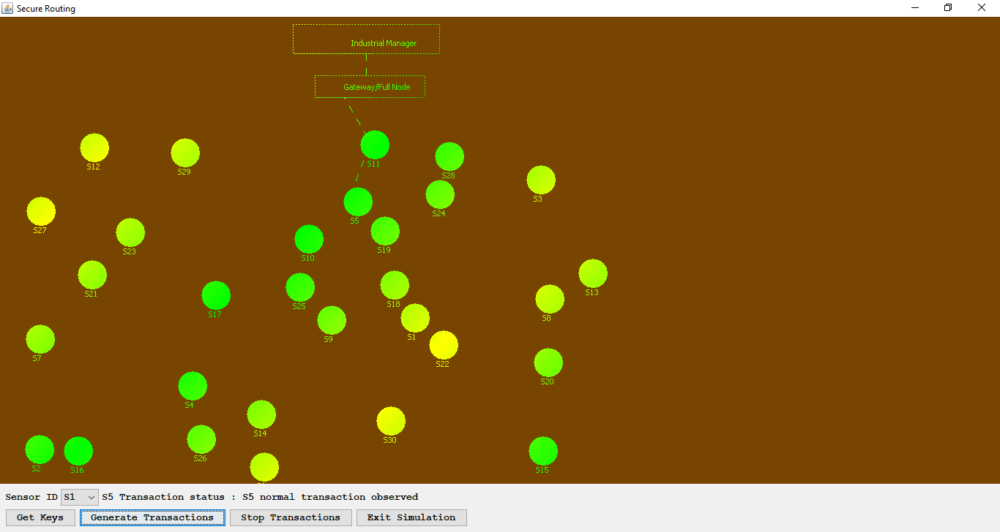 Secure Routing
Industrial Manager
Gateway/Full Node
S12
S29
S11
S28
S3
S27
S5
S24
S23
S10
S19
S21
S17
S25
S18
S13
S8
S7
S9
S1
S22
S20
S4
S14
S30
S26
S2
S16
S15
Sensor ID S1 S5 Transaction status : S5 normal transaction observed
Get Keys Generate Transactions Stop Transactions Exit Simulation